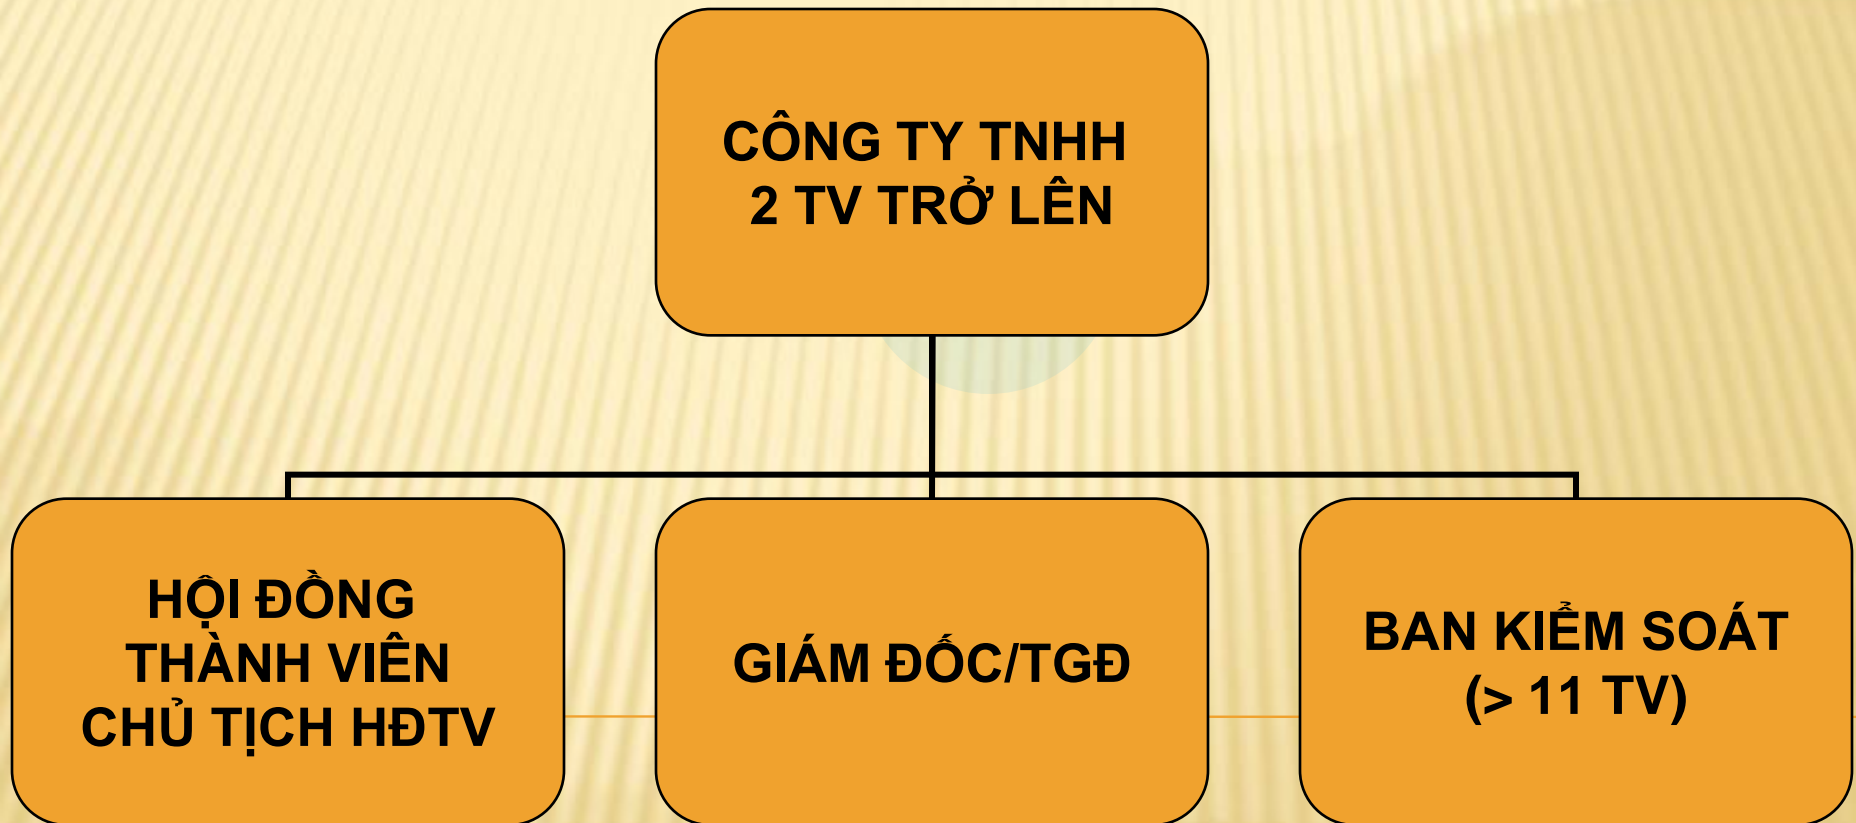 CÔNG TY TNHH
2 TV TRỞ LÊN
HỘI ĐỒNG
THÀNH VIÊN
CHỦ TỊCH HĐTV
GIÁM ĐỐC/TGĐ
BAN KIỂM SOÁT
(> 11 TV)